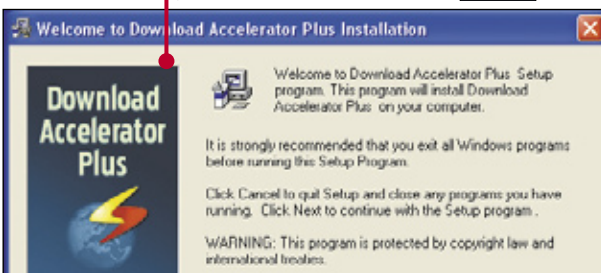 Welcome to Download Accelerator Plus Installation
Download
Accelerator
Plus
Welcome to Download Accelerator Plus Setup
program. This program will install Download
Accelerator Plus on your computer.
It is strongly recommended that you exit all Windows programs
before running this Setup Program.
Click Cancel to quit Setup and close any programs you have
running. Click Next to continue with the Setup program .
WARNING: This program is protected by copyright law and
international treaties.